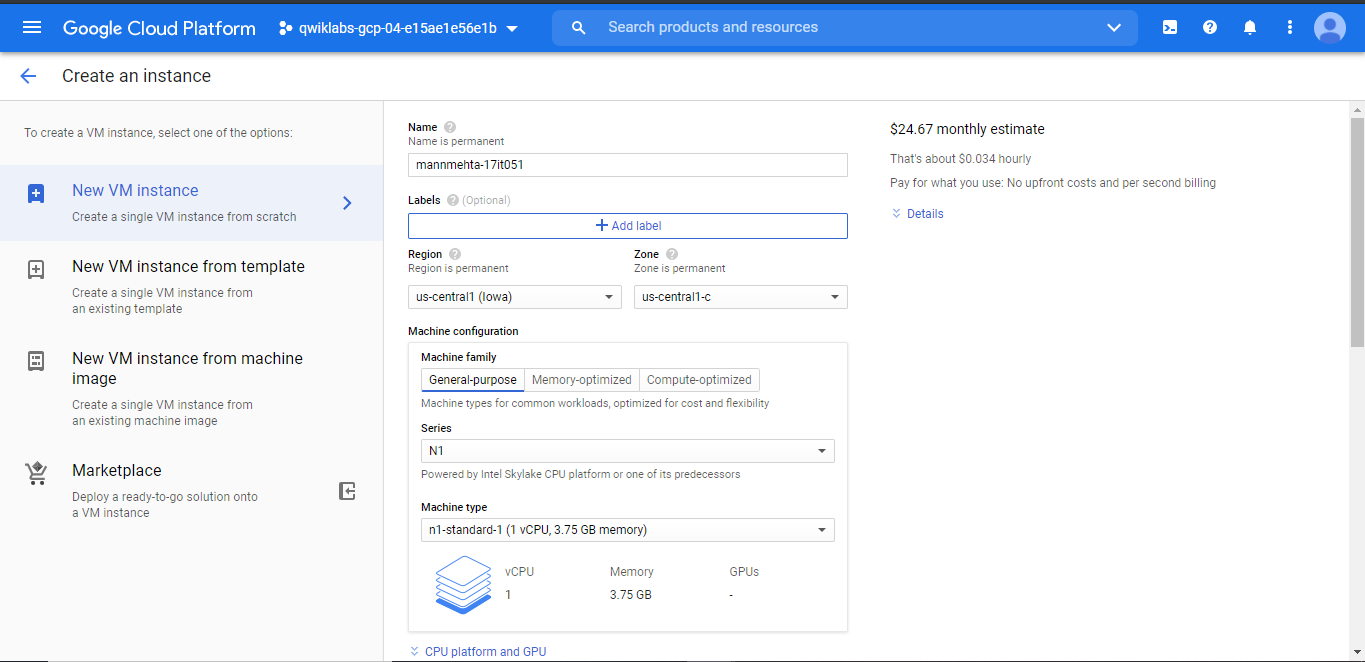 Google Cloud Platform
qwiklabs-gcp-04-e15ae1e56e1b
Search products and resources
Create an instance
To create a VM instance, select one of the options:
New VM instance
Create a single VM instance from scratch
New VM instance from template
Create a single VM instance from
an existing template
New VM instance from machine
image
Create a single VM instance from
an existing machine image
Marketplace
Deploy a ready-to-go solution onto
a VM instance
Name
Name is permanent
mannmehta-17it051
Labels (Optional)
Add label
Region
Region is permanent
us-central1 (Iowa)
Zone
Zone is permanent
us-central1-c
Machine configuration
Machine family
General-purpose Memory-optimized Compute-optimized
Machine types for common workloads, optimized for cost and flexibility
Series
N1
Powered by Intel Skylake CPU platform or one of its predecessors
Machine type
n1-standard-1 (1 vCPU, 3.75 GB memory)
vCPU Memory GPUs
1 3.75 GB -
CPU platform and GPU
$24.67 monthly estimate
That's about $0.034 hourly
Pay for what you use: No upfront costs and per second billing
Details